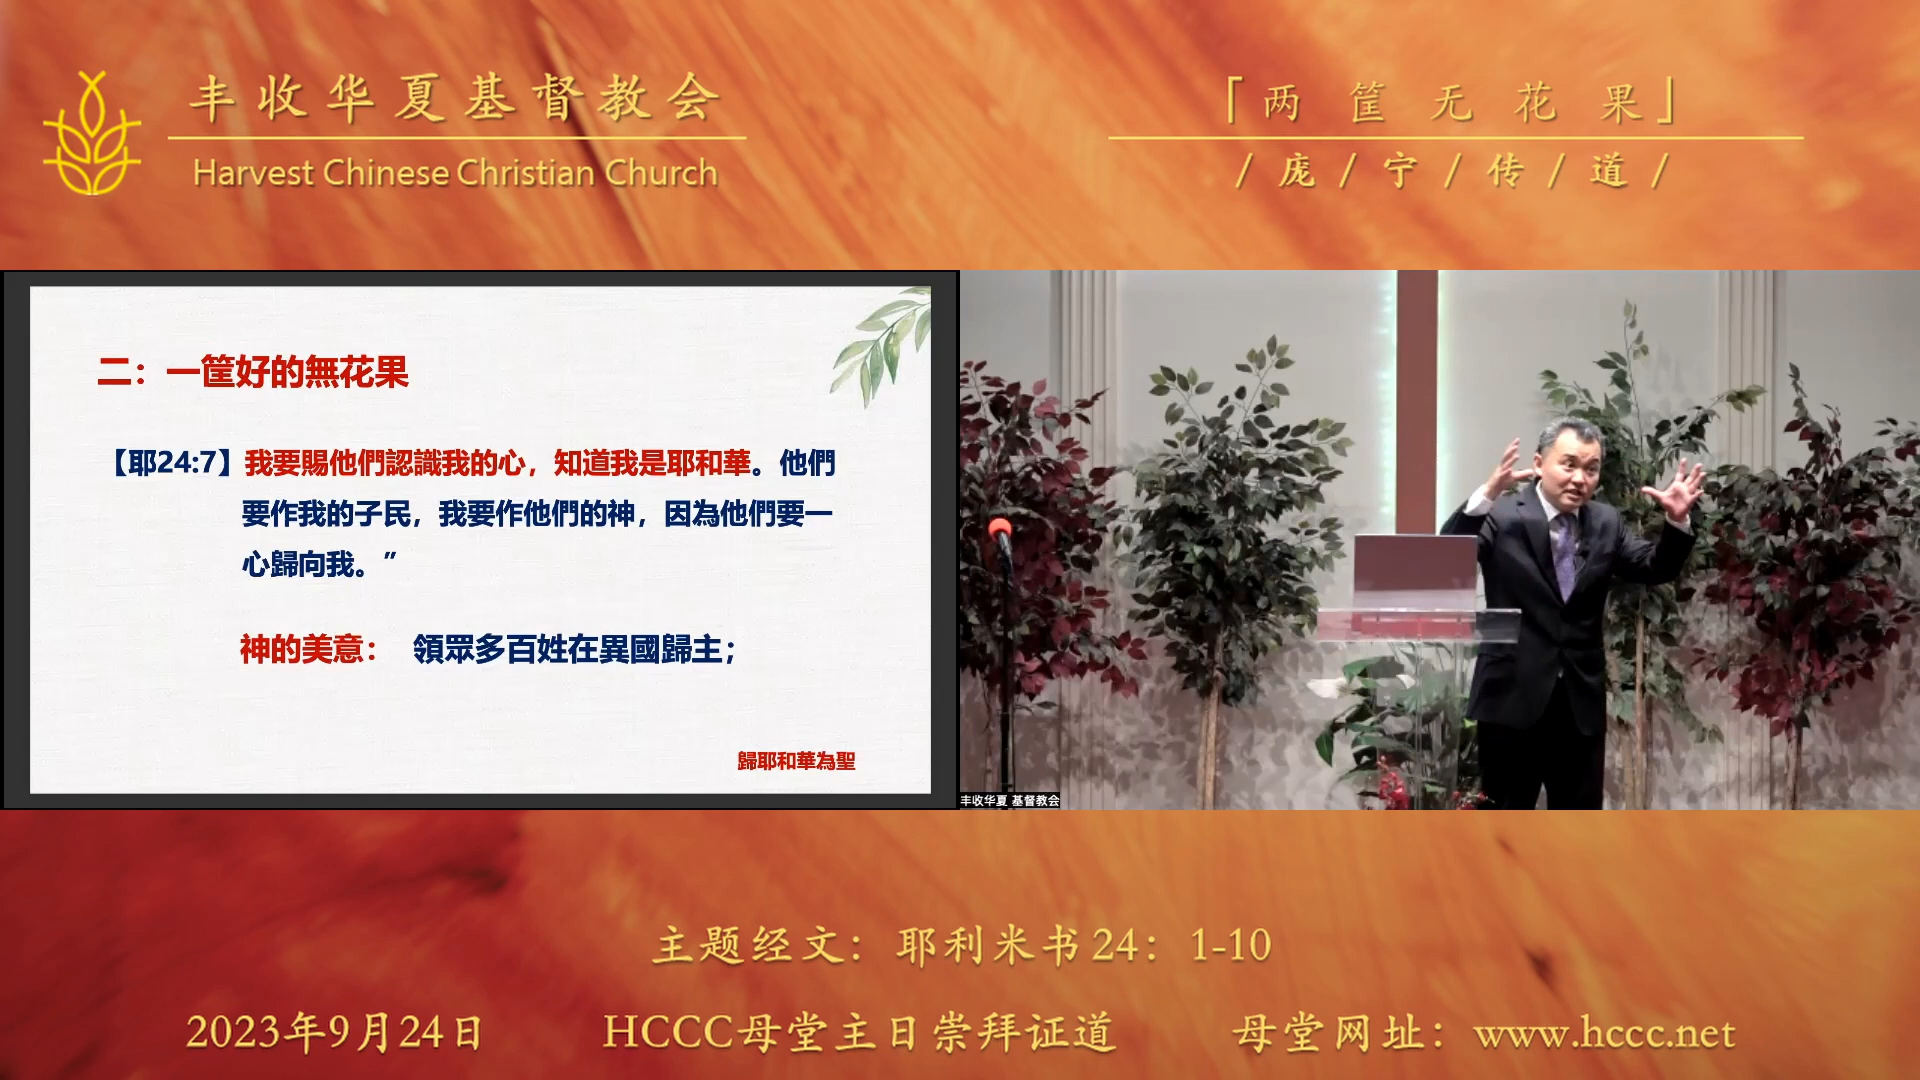 丰收华夏基督教会
Harvest Chinese Christian Church
「两筐无花果」
/ 庞 / 宁 / 传 / 道 /
二：一筐好的無花果
【耶24:7】我要賜他們認識我的心，知道我是耶和華。他們
要作我的子民，我要作他們的神，因為他們要一
心歸向我。”
神的美意： 領眾多百姓在異國歸主；
歸耶和華為聖
丰收华夏 基督教会
主题经文：耶利米书 24：1-10
2023年9月24日 HCCC母堂主日崇拜证道 母堂网址：www.hccc.net